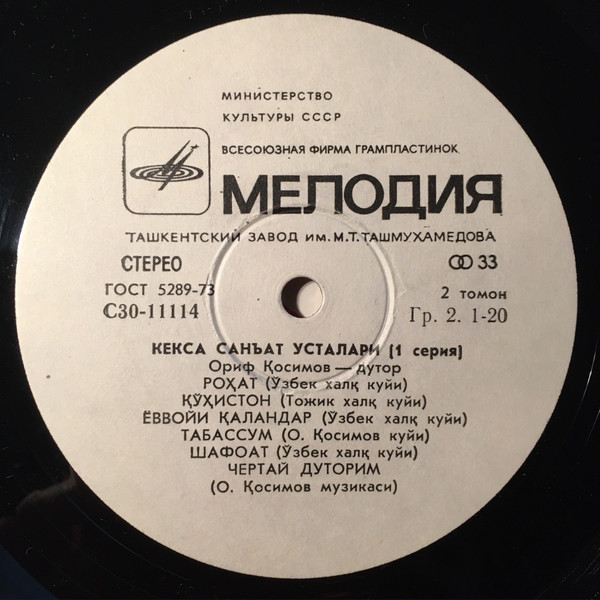 МИНИСТЕРСТВО
КУЛЬТУРЫ СССР
ВСЕСОЮЗНАЯ ФИРМА ГРАМПЛАСТИНОК
МЕЛОДИЯ
ТАШКЕНТСКИЙ ЗАВОД ИМ. М.Т. ТАШМУХАМЕДОВА
СТЕРЕО 33
ГОСТ 5289-73 2 томон
С30-11114 Гр. 2. 1-20
КЕКСА САНЪАТ УСТАЛАРИ (1 серия)
Ориф Қосимов — дутор
РОҲАТ (Ўзбек халқ куйи)
ҚЎҲИСТОН (Тожик халқ куйи)
ЁВВОЙИ ҚАЛАНДАР (Ўзбек халқ куйи)
ТАБАССУМ (О. Қосимов куйи)
ШАФОАТ (Ўзбек халқ куйи)
ЧЕРТАЙ ДУТОРИМ
(О. Қосимов музикаси)